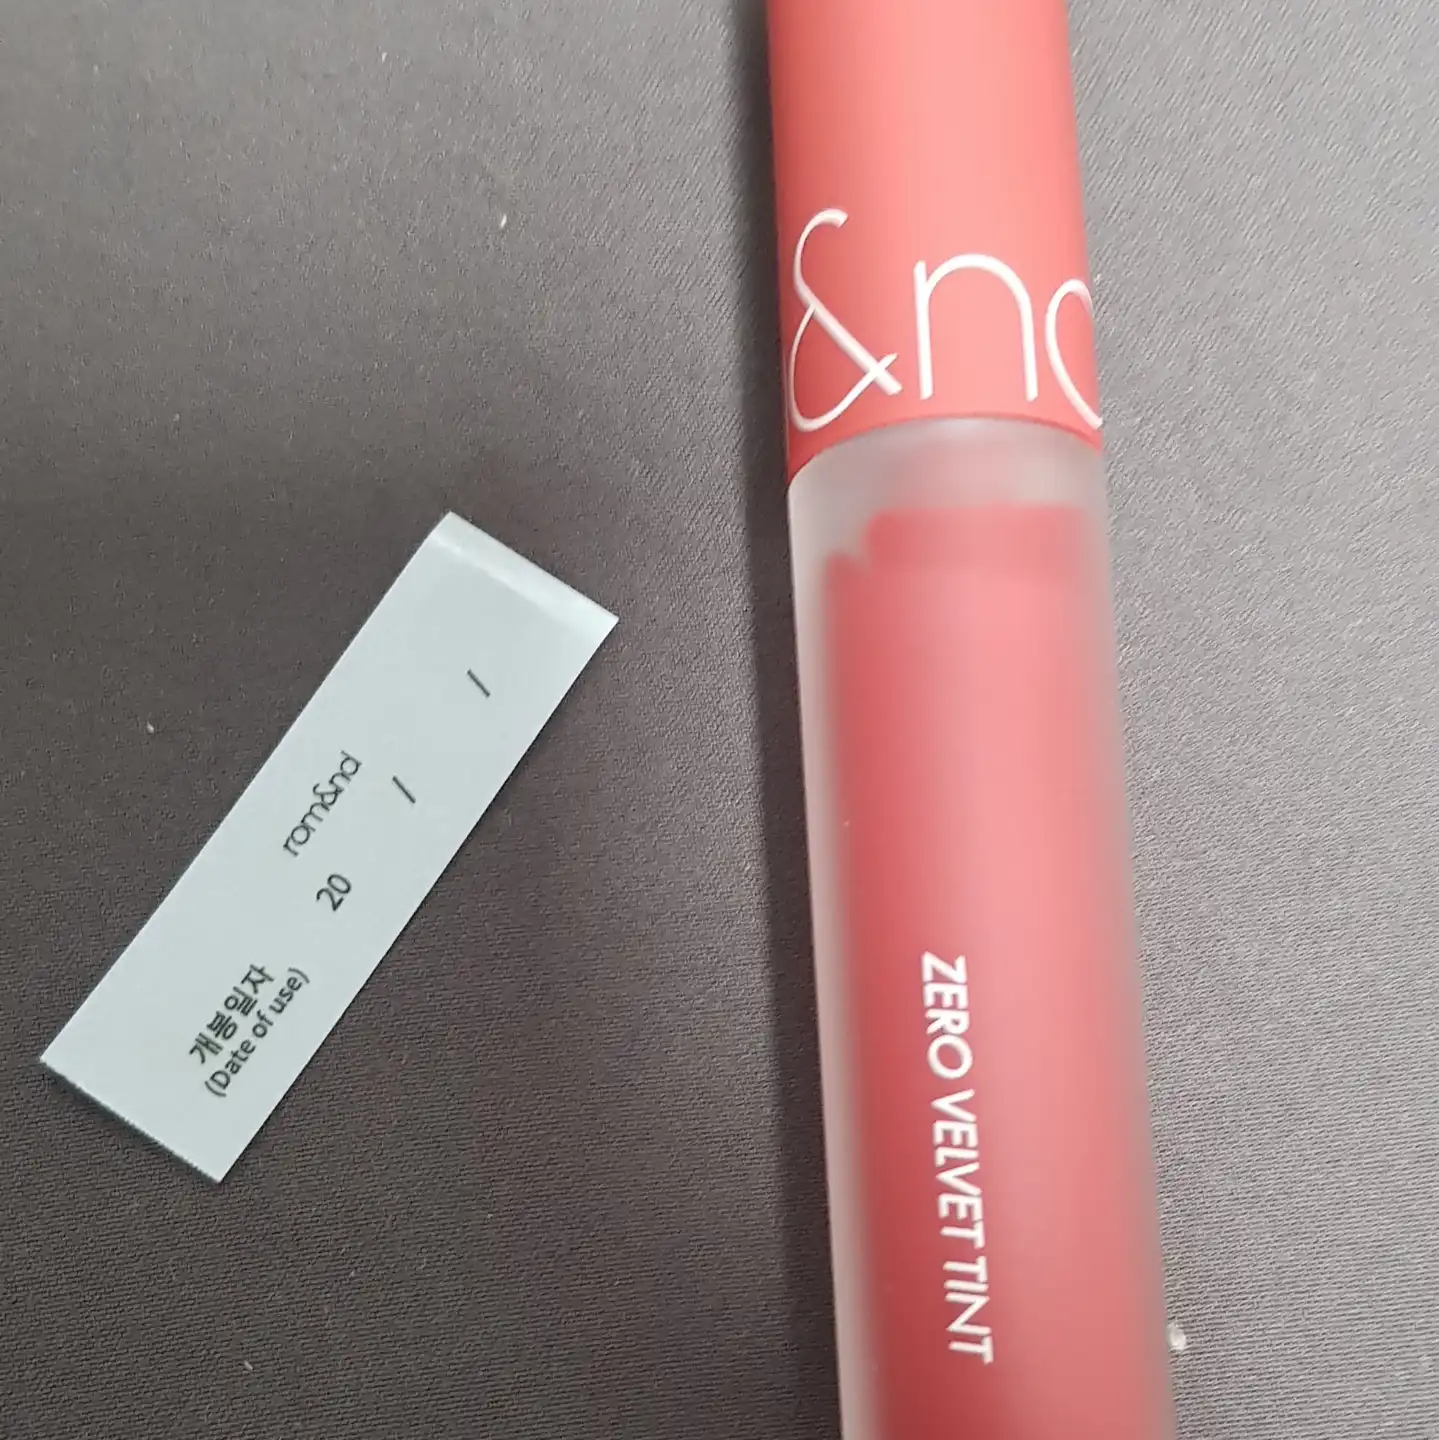 rom&nd
개봉일자
(Date of use)
20 / /
&nd
ZERO VELVET TINT